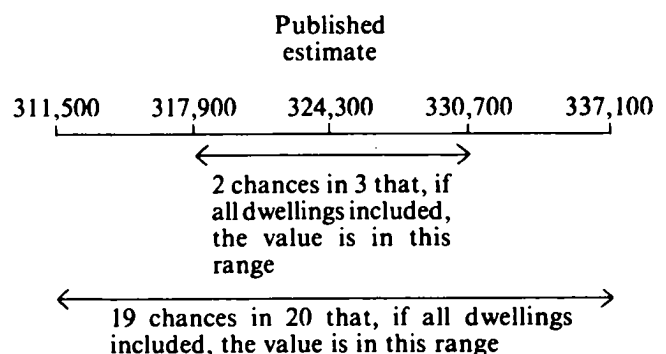 Published
estimate
311,500 317,900 324,300 330,700 337,100
2 chances in 3 that, if
all dwellings included,
the value is in this
range
19 chances in 20 that, if all dwellings
included, the value is in this range